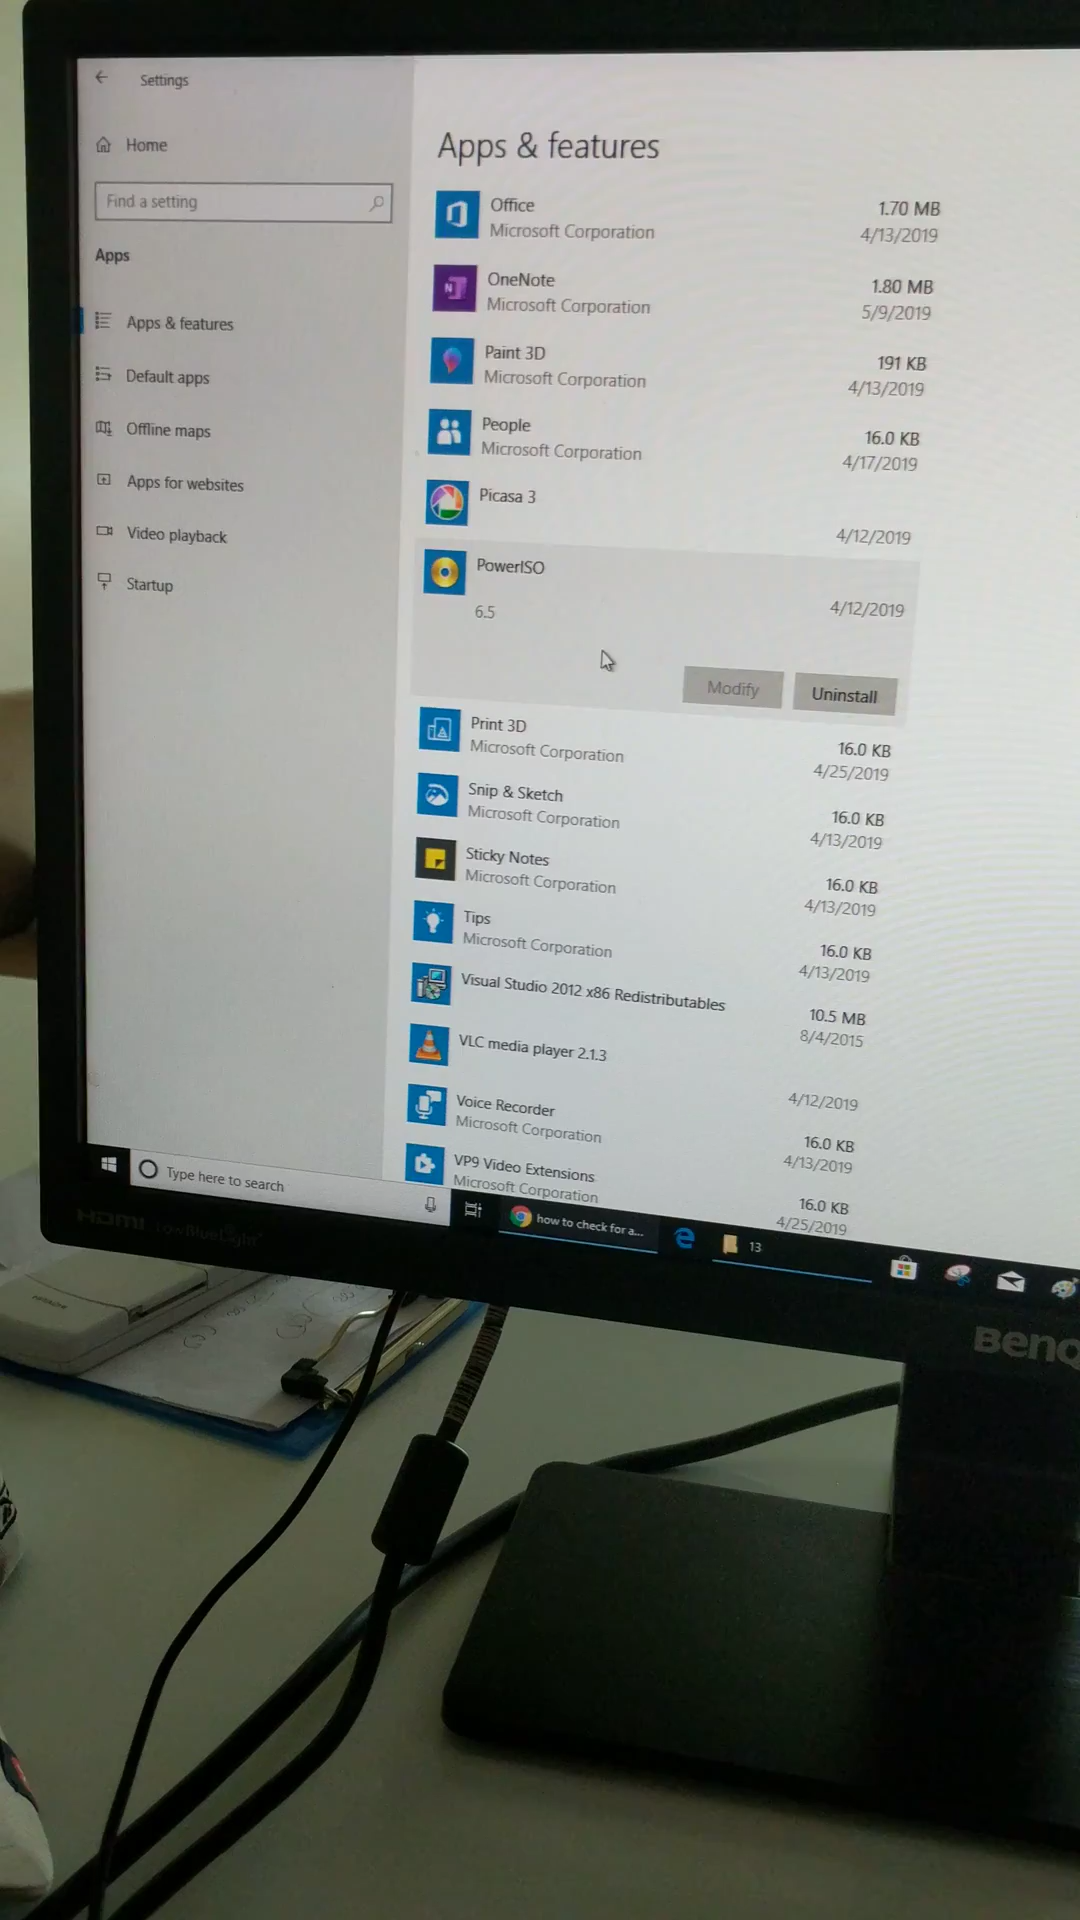 Settings
Home
Find a setting
Apps
Apps & features
Default apps
Offline maps
Apps for websites
Video playback
Startup
Apps & features
Office
Microsoft Corporation
1.70 MB
4/13/2019
OneNote
Microsoft Corporation
1.80 MB
5/9/2019
Paint 3D
Microsoft Corporation
191 KB
4/13/2019
People
Microsoft Corporation
16.0 KB
4/17/2019
Picasa 3
4/12/2019
PowerISO
6.5
4/12/2019
Modify
Uninstall
Print 3D
Microsoft Corporation
16.0 KB
4/25/2019
Snip & Sketch
Microsoft Corporation
16.0 KB
4/13/2019
Sticky Notes
Microsoft Corporation
16.0 KB
4/13/2019
Tips
Microsoft Corporation
16.0 KB
4/13/2019
Visual Studio 2012 x86 Redistributables
10.5 MB
8/4/2015
VLC media player 2.1.3
4/12/2019
Voice Recorder
Microsoft Corporation
16.0 KB
4/13/2019
VP9 Video Extensions
Microsoft Corporation
16.0 KB
4/25/2019
Type here to search
how to check for a...
13
HDMI LowBlueLight
BenQ
HITACHI